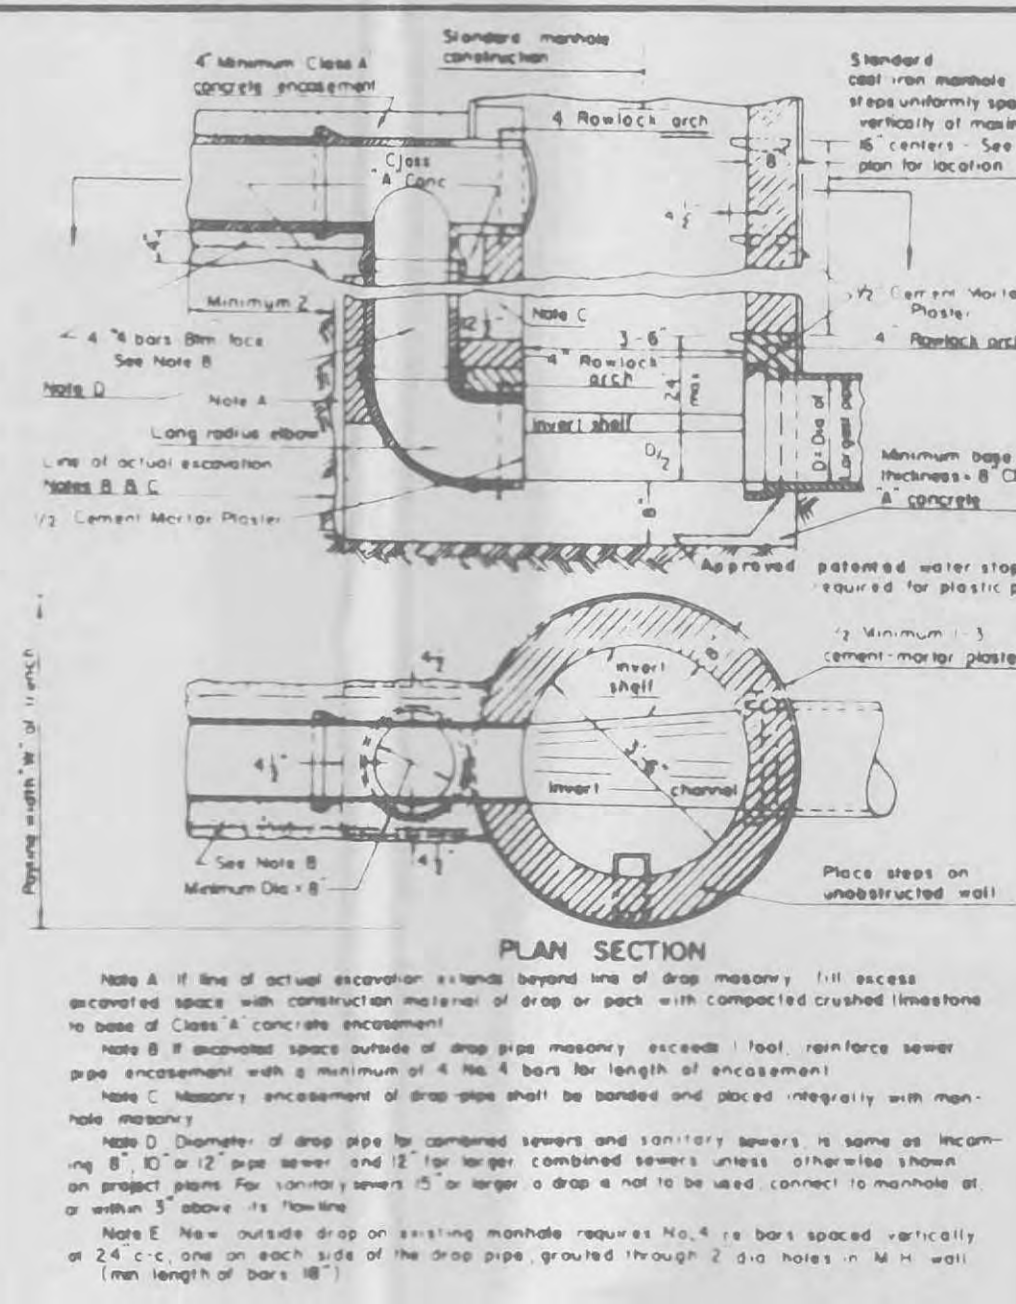 Standard manhole
construction
4" Minimum Class A
concrete encasement
Standard
cast iron manhole
steps uniformly spa
vertically at maxim
16" centers - See
plan for location
4" Rowlock arch
Class
"A" Conc
8"
4 1/2"
4"
Minimum 2'
12"
Note C
1/2" Cement Morta
Plaster
4 #4 bars Btm face
See Note B
3'-6"
4" Rowlock
arch
4" Rowlock arch
24" max
Note D
Note A
Long radius elbow
Invert shelf
D/2
D = Dia of
Largest pipe
Line of actual excavation
Notes B & C
Minimum base
thickness = 8" Cl
"A" concrete
1/2" Cement Mortar Plaster
8"
Approved patented water stop
required for plastic p
Paying width "W" of trench
1/2" Minimum 1-3
cement-mortar plaste
4 1/2"
8"
invert
shelf
4 1/2"
3'-6"
invert channel
See Note B
4 1/2"
Minimum Dia = 8"
Place steps on
unobstructed wall
PLAN SECTION
Note A If line of actual excavation extends beyond line of drop masonry fill excess
excavated space with construction material of drop or pack with compacted crushed limestone
to base of Class "A" concrete encasement
Note B If excavated space outside of drop pipe masonry exceeds 1 foot, reinforce sewer
pipe encasement with a minimum of 4 No. 4 bars for length of encasement
Note C Masonry encasement of drop-pipe shall be bonded and placed integrally with man-
hole masonry
Note D Diameter of drop pipe for combined sewers and sanitary sewers, is same as incom-
ing 8", 10" or 12" pipe sewer and 12" for larger combined sewers unless otherwise shown
on project plans For sanitary sewers 15" or larger, a drop is not to be used, connect to manhole at,
or within 3" above its flowline
Note E New outside drop on existing manhole requires No. 4 re bars spaced vertically
at 24" c-c, one on each side of the drop pipe, grouted through 2" dia holes in M H wall
(min length of bars 18")